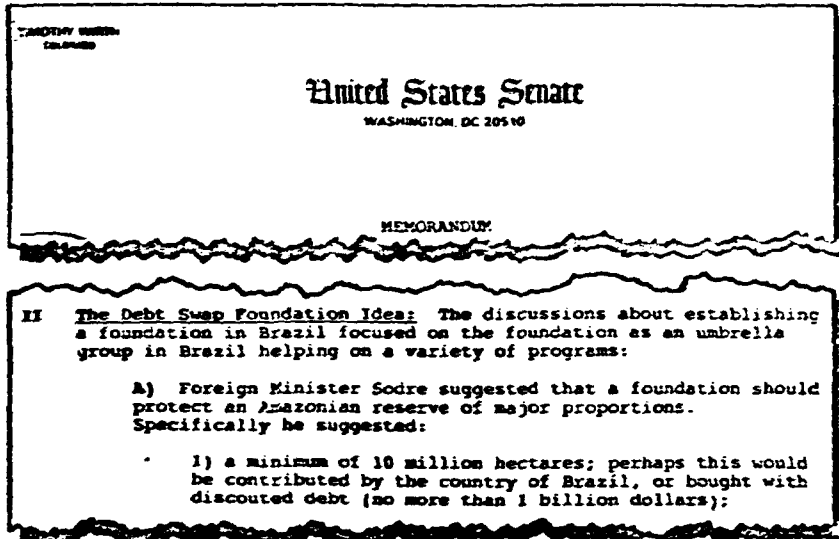 TIMOTHY WIRTH
COLORADO
United States Senate
WASHINGTON, DC 20510
MEMORANDUM
II The Debt Swap Foundation Idea: The discussions about establishing
a foundation in Brazil focused on the foundation as an umbrella
group in Brazil helping on a variety of programs:
A) Foreign Minister Sodre suggested that a foundation should
protect an Amazonian reserve of major proportions.
Specifically he suggested:
1) a minimum of 10 million hectares; perhaps this would
be contributed by the country of Brazil, or bought with
discouted debt (no more than 1 billion dollars);